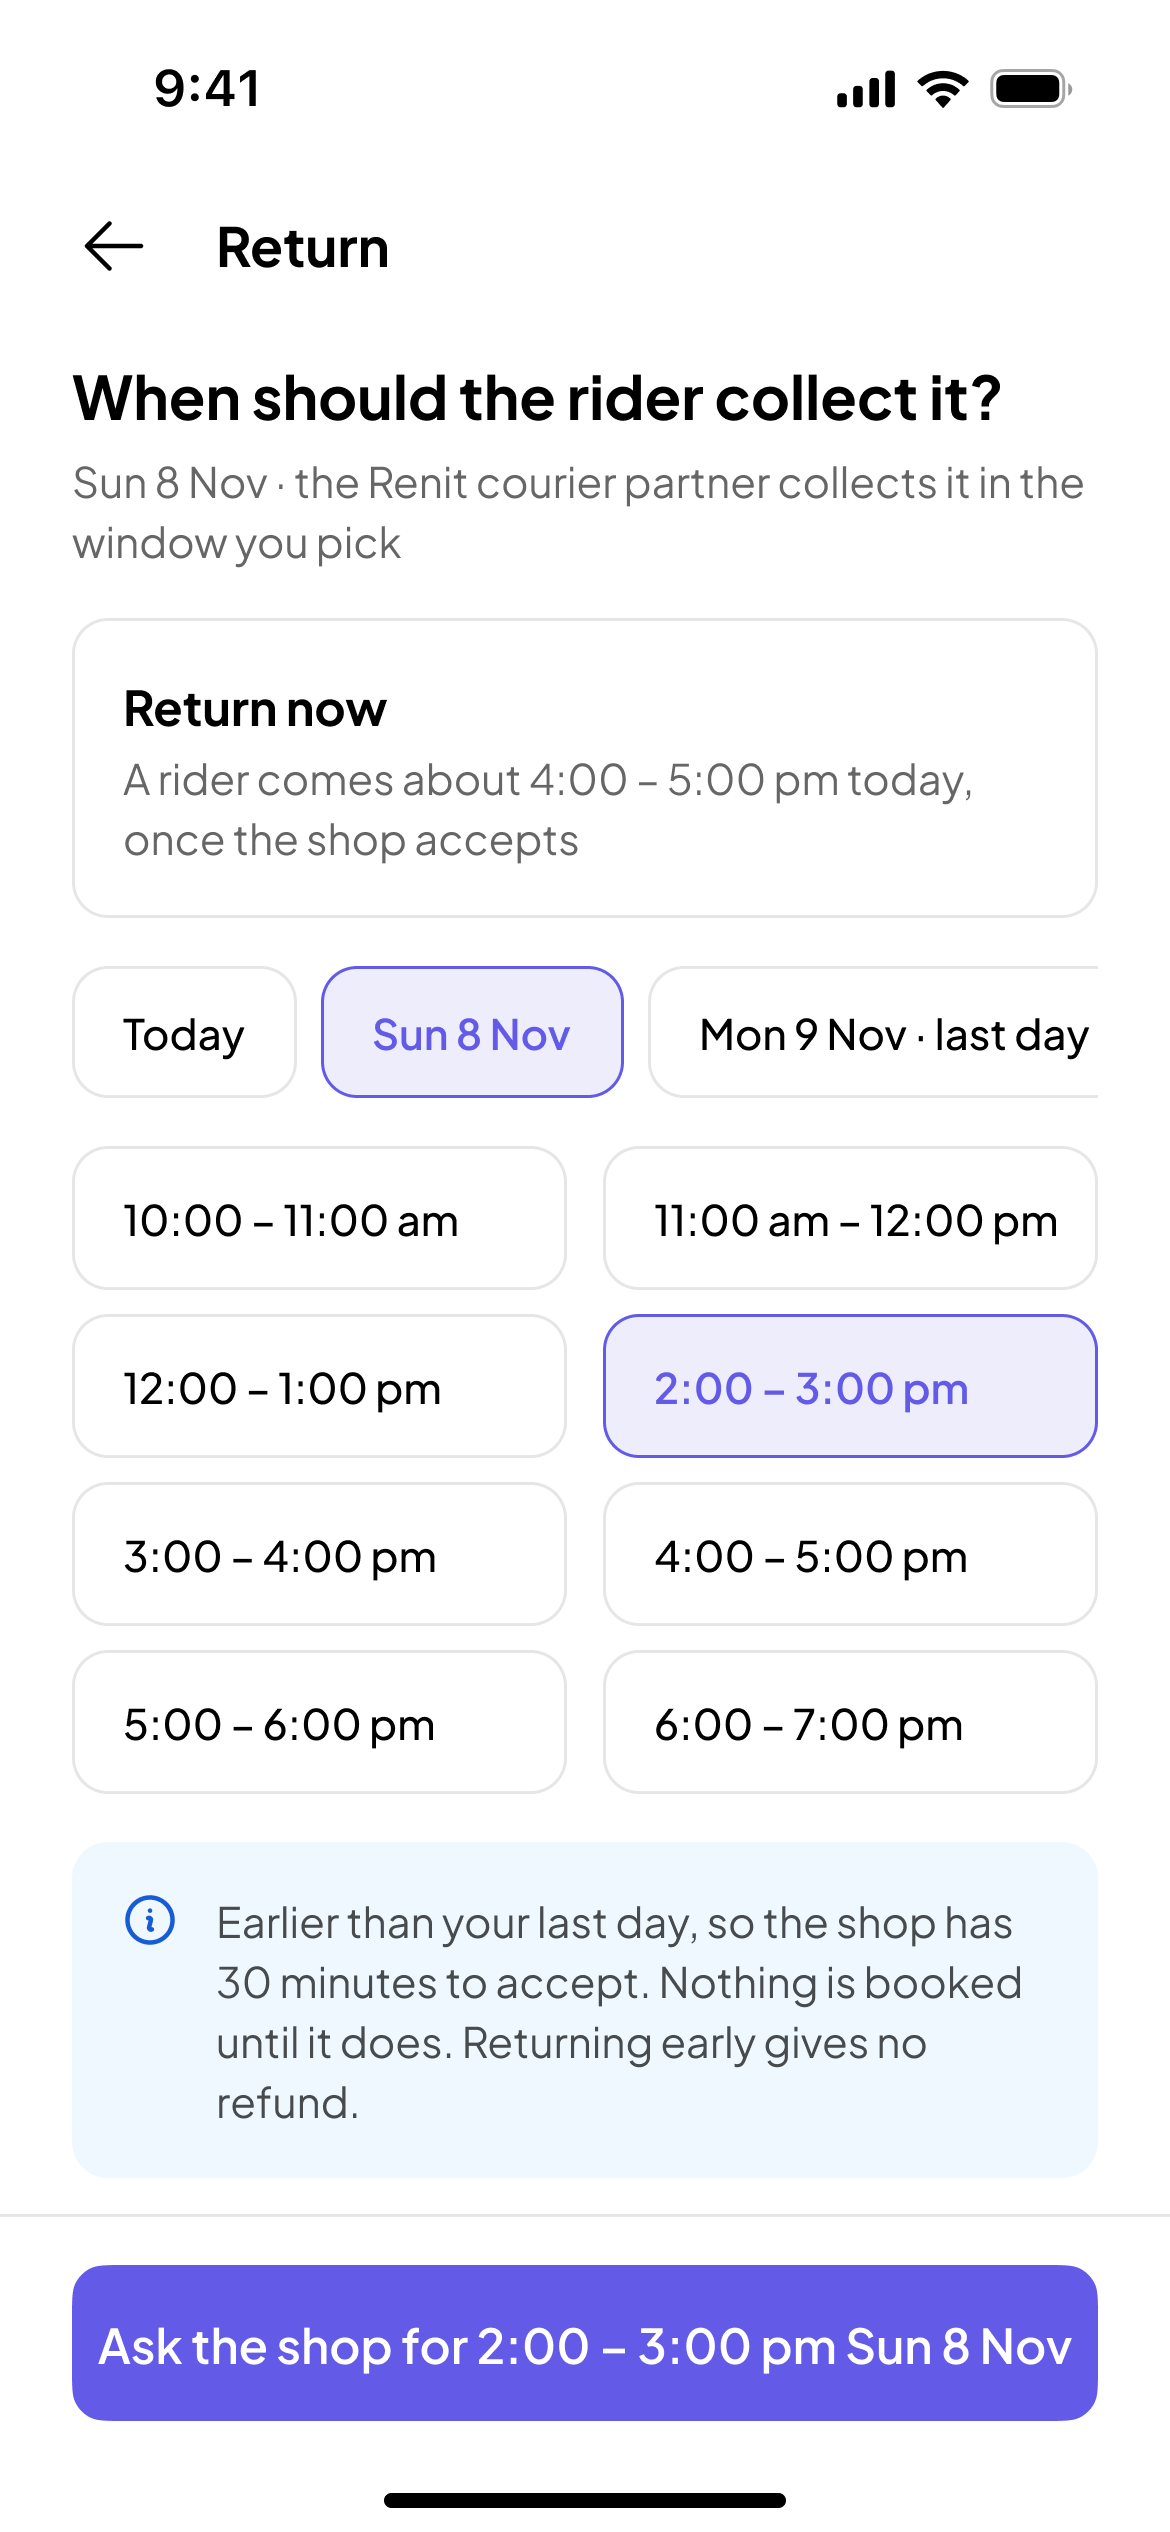 9:41
Return
When should the rider collect it?
Sun 8 Nov · the Renit courier partner collects it in the
window you pick
Return now
A rider comes about 4:00 – 5:00 pm today,
once the shop accepts
Today
Sun 8 Nov
Mon 9 Nov · last day
10:00 – 11:00 am
11:00 am – 12:00 pm
12:00 – 1:00 pm
2:00 – 3:00 pm
3:00 – 4:00 pm
4:00 – 5:00 pm
5:00 – 6:00 pm
6:00 – 7:00 pm
Earlier than your last day, so the shop has
30 minutes to accept. Nothing is booked
until it does. Returning early gives no
refund.
Ask the shop for 2:00 – 3:00 pm Sun 8 Nov